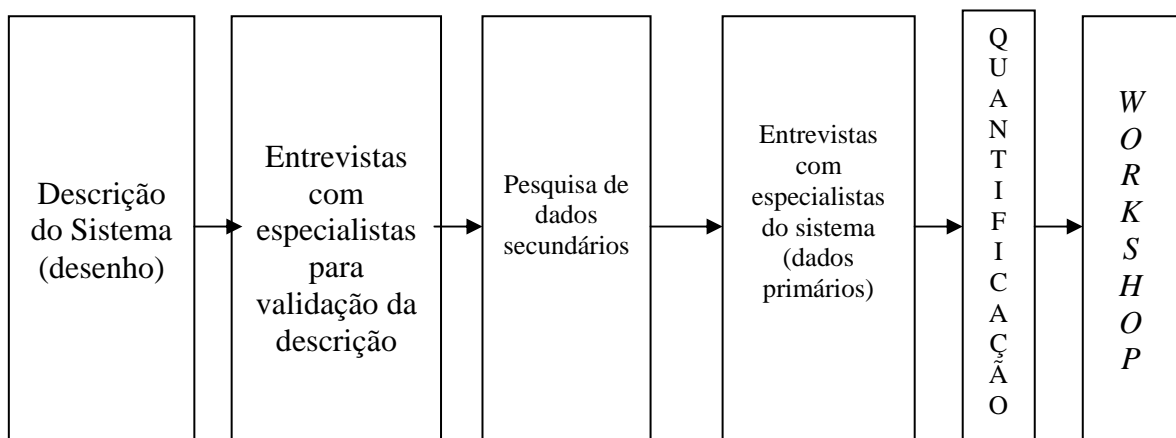 Descrição
do Sistema
(desenho)
Entrevistas
com
especialistas
para
validação da
descrição
Pesquisa de
dados
secundários
Entrevistas
com
especialistas
do sistema
(dados
primários)
Q
U
A
N
T
I
F
I
C
A
Ç
Ã
O
W
O
R
K
S
H
O
P